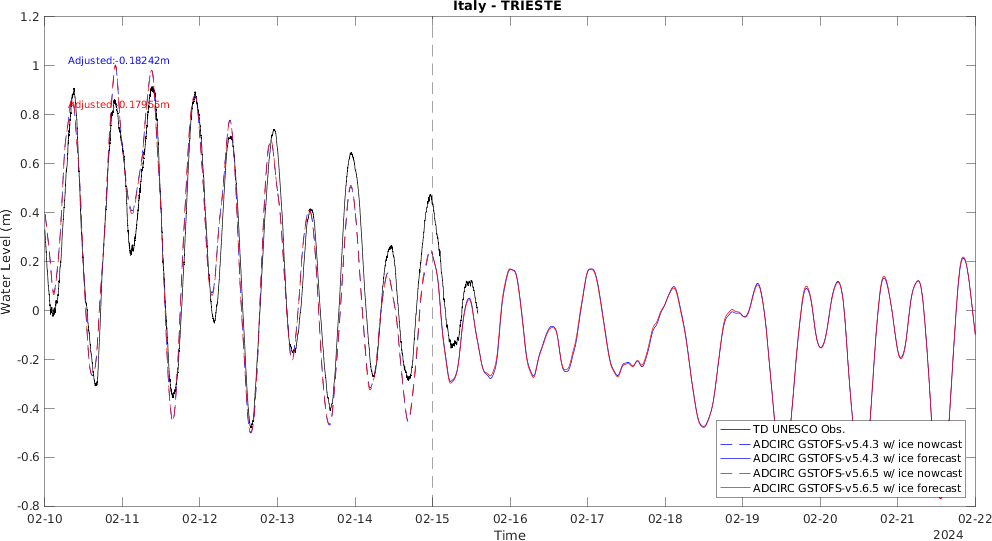 Italy - TRIESTE
1.2
1
0.8
0.6
0.4
0.2
0
-0.2
-0.4
-0.6
-0.8
Water Level (m)
Adjusted:-0.18242m
Adjusted:-0.17955m
TD UNESCO Obs.
ADCIRC GSTOFS-v5.4.3 w/ ice nowcast
ADCIRC GSTOFS-v5.4.3 w/ ice forecast
ADCIRC GSTOFS-v5.6.5 w/ ice nowcast
ADCIRC GSTOFS-v5.6.5 w/ ice forecast
02-10 02-11 02-12 02-13 02-14 02-15 02-16 02-17 02-18 02-19 02-20 02-21 02-22
Time
2024